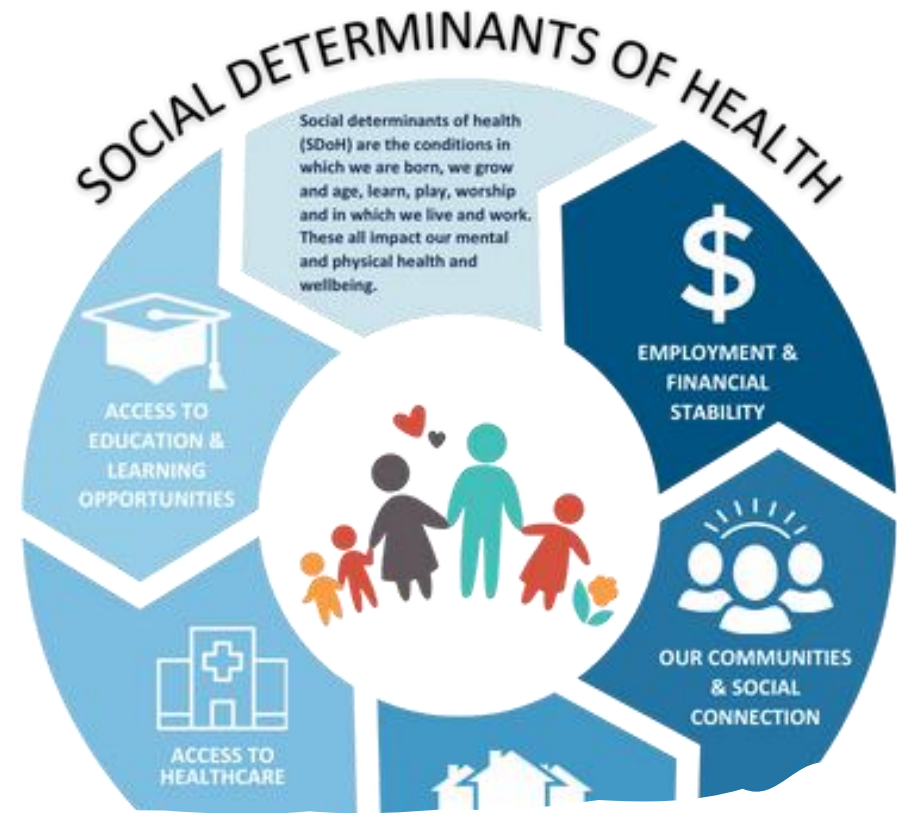 SOCIAL DETERMINANTS OF HEALTH
Social determinants of health
(SDoH) are the conditions in
which we are born, we grow
and age, learn, play, worship
and in which we live and work.
These all impact our mental
and physical health and
wellbeing.
EMPLOYMENT &
FINANCIAL
STABILITY
OUR COMMUNITIES
& SOCIAL
CONNECTION
ACCESS TO
HEALTHCARE
ACCESS TO
EDUCATION &
LEARNING
OPPORTUNITIES